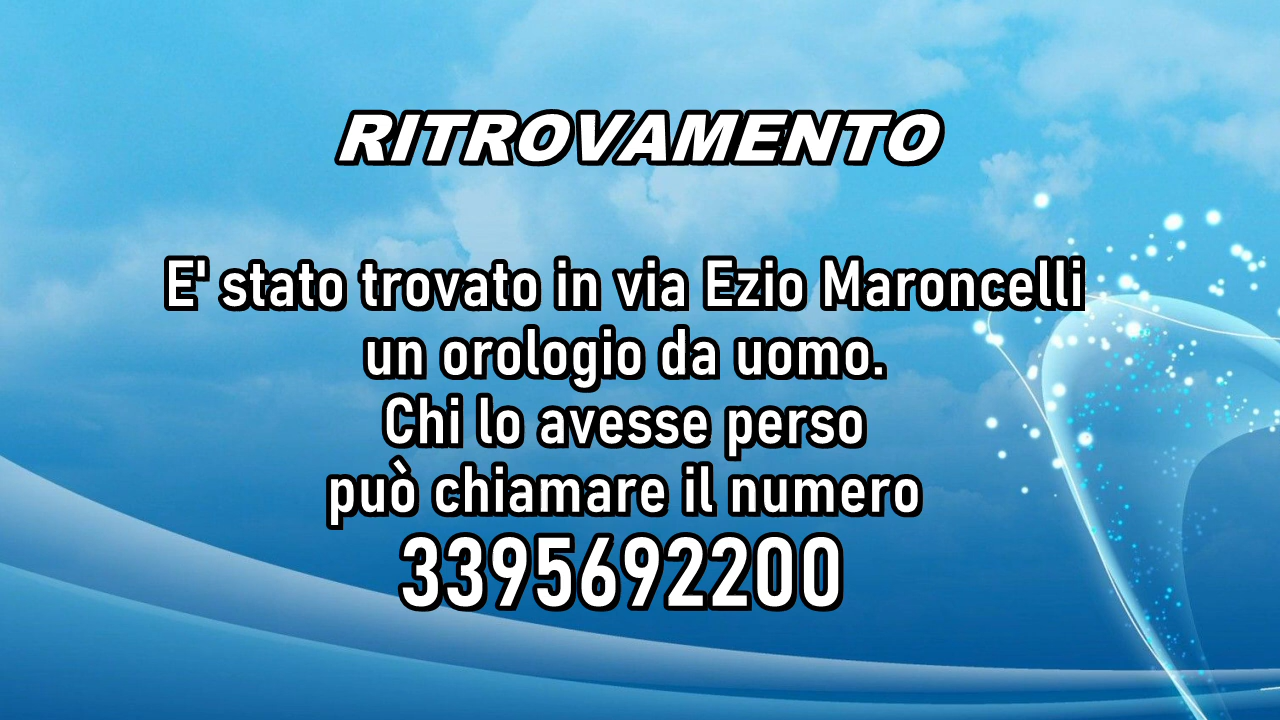 RITROVAMENTO
E' stato trovato in via Ezio Maroncelli
un orologio da uomo.
Chi lo avesse perso
può chiamare il numero
3395692200